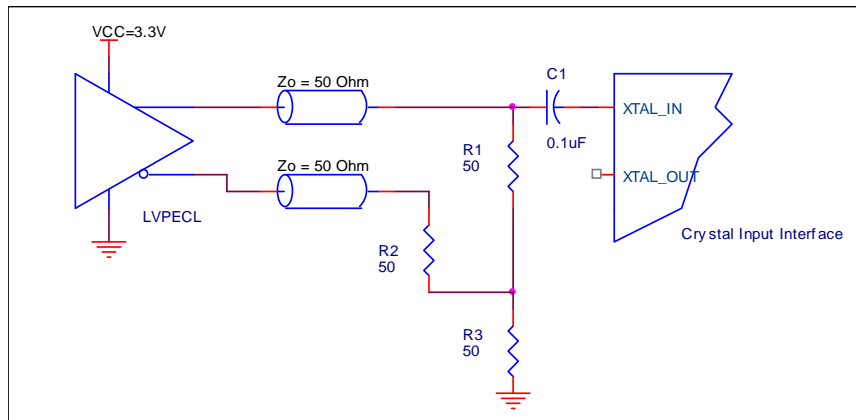 VCC=3.3V
Zo = 50 Ohm
C1
0.1uF
XTAL_IN
R1
50
Zo = 50 Ohm
XTAL_OUT
LVPECL
Crystal Input Interface
R2
50
R3
50